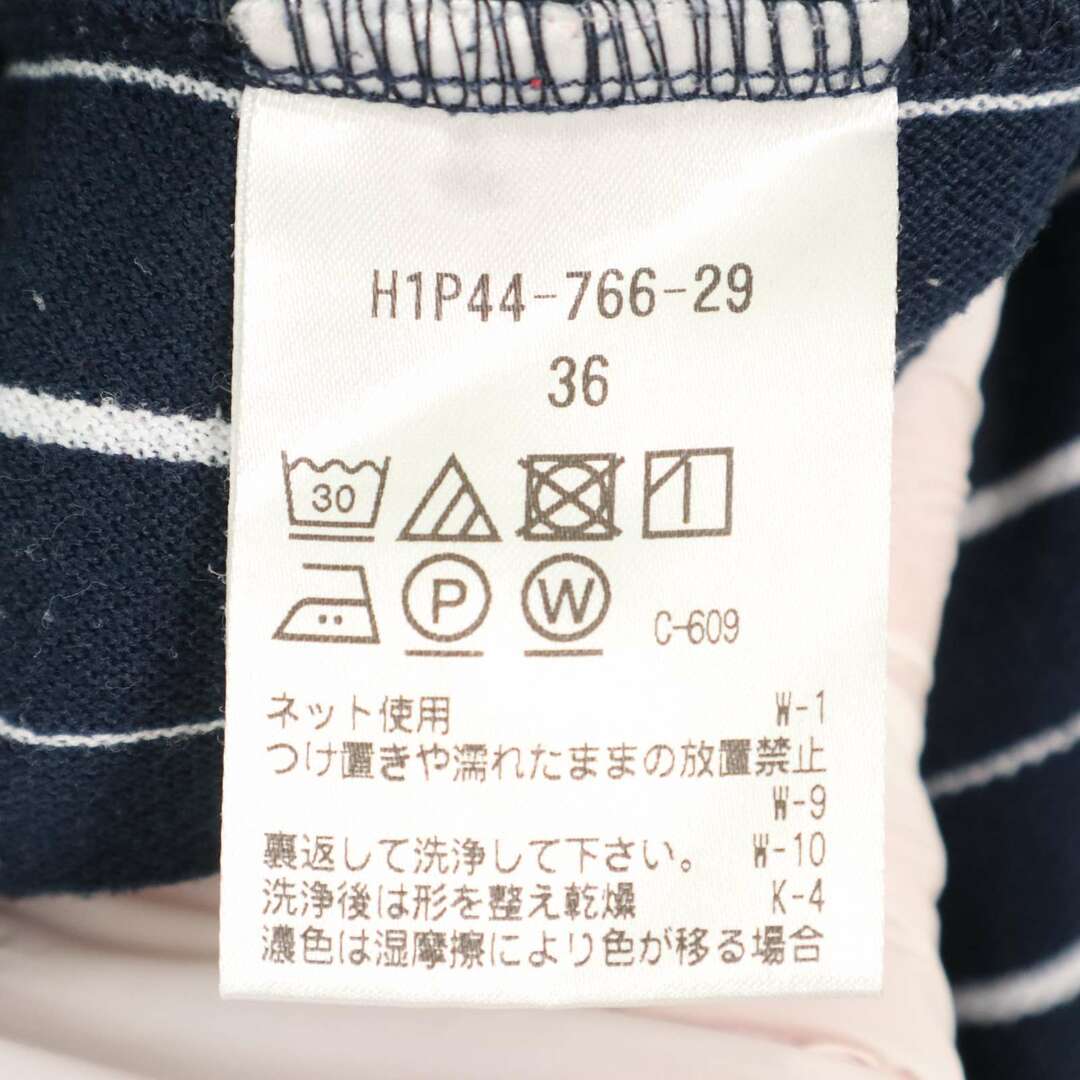 H1P44-766-29
36
30
P W C-609
ネット使用 W-1
つけ置きや濡れたままの放置禁止
W-9
裏返して洗浄して下さい。 W-10
洗浄後は形を整え乾燥 K-4
濃色は湿摩擦により色が移る場合